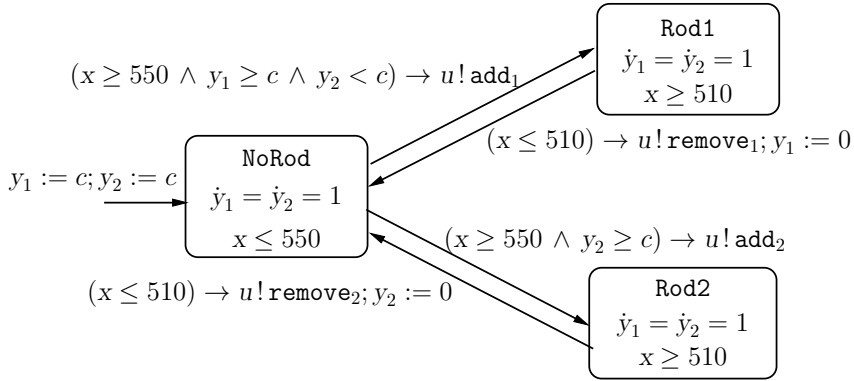 Rod1
ẏ₁ = ẏ₂ = 1
x ≥ 510
(x ≥ 550 ∧ y₁ ≥ c ∧ y₂ < c) → u! add₁
(x ≤ 510) → u! remove₁; y₁ := 0
NoRod
ẏ₁ = ẏ₂ = 1
x ≤ 550
y₁ := c; y₂ := c
(x ≥ 550 ∧ y₂ ≥ c) → u! add₂
(x ≤ 510) → u! remove₂; y₂ := 0
Rod2
ẏ₁ = ẏ₂ = 1
x ≥ 510